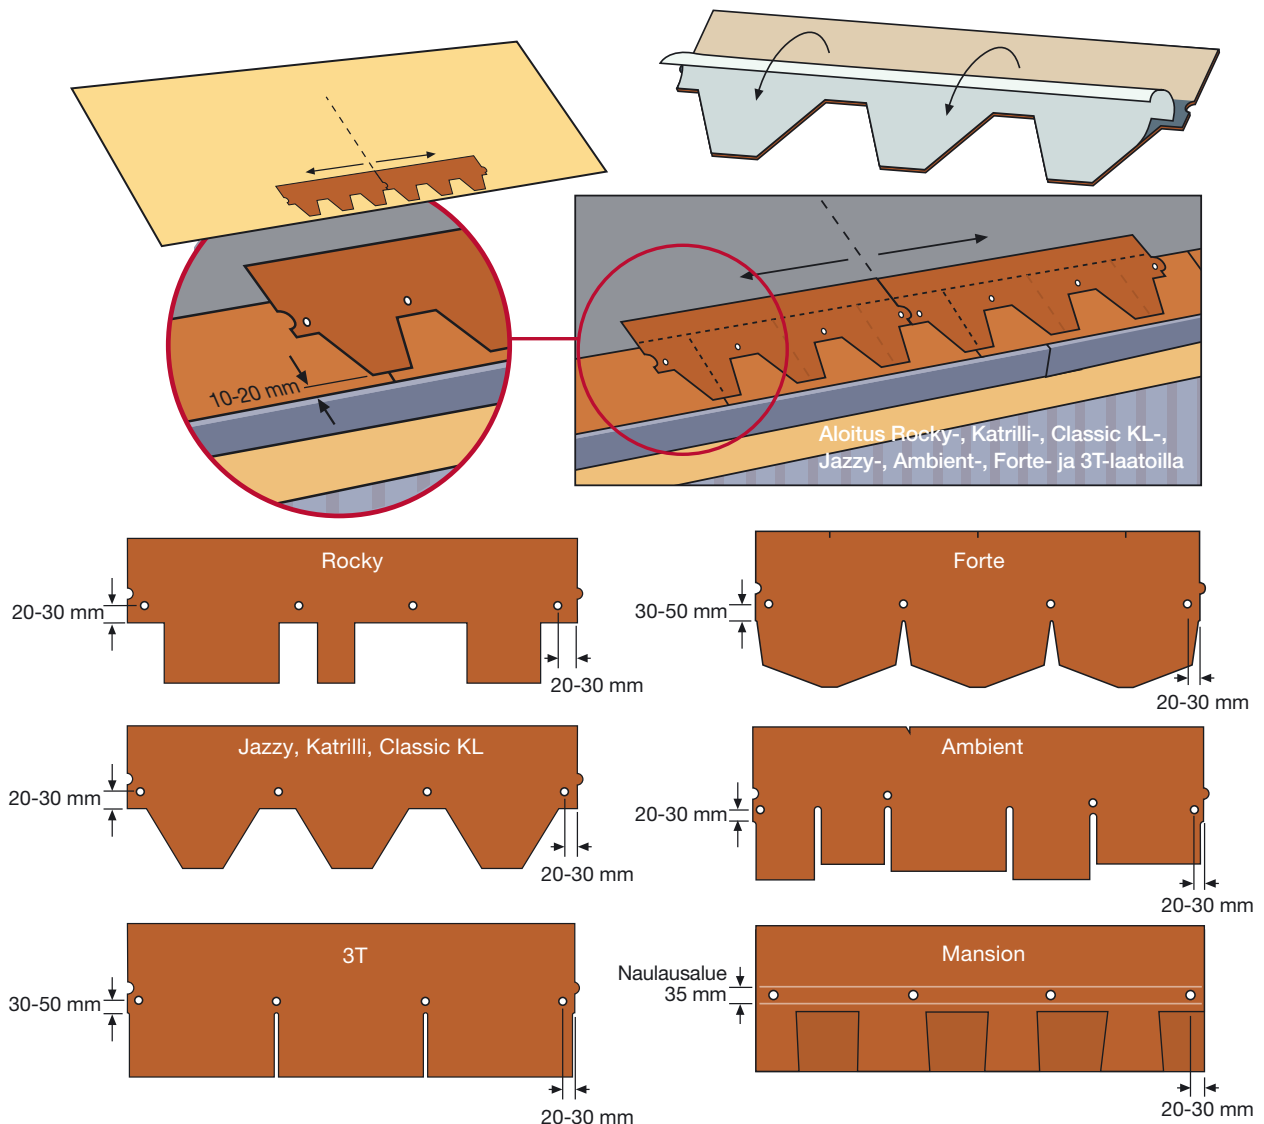 10-20 mm
Aloitus Rocky-, Katrilli-, Classic KL-,
Jazzy-, Ambient-, Forte- ja 3T-laatoilla
Rocky
20-30 mm
20-30 mm
Forte
30-50 mm
20-30 mm
Jazzy, Katrilli, Classic KL
20-30 mm
20-30 mm
Ambient
20-30 mm
20-30 mm
3T
30-50 mm
20-30 mm
Mansion
Naulausalue
35 mm
20-30 mm